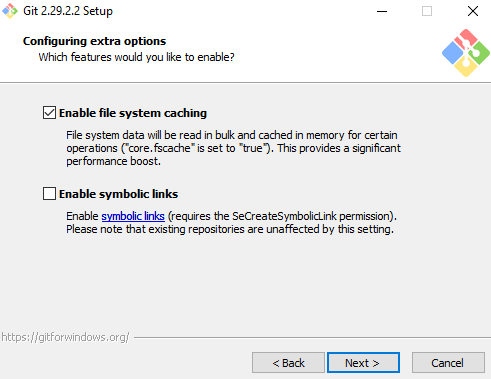 Git 2.29.2.2 Setup
Configuring extra options
Which features would you like to enable?
Enable file system caching
File system data will be read in bulk and cached in memory for certain
operations ("core.fscache" is set to "true"). This provides a significant
performance boost.
Enable symbolic links
Enable symbolic links (requires the SeCreateSymbolicLink permission).
Please note that existing repositories are unaffected by this setting.
https://gitforwindows.org/
< Back
Next >
Cancel